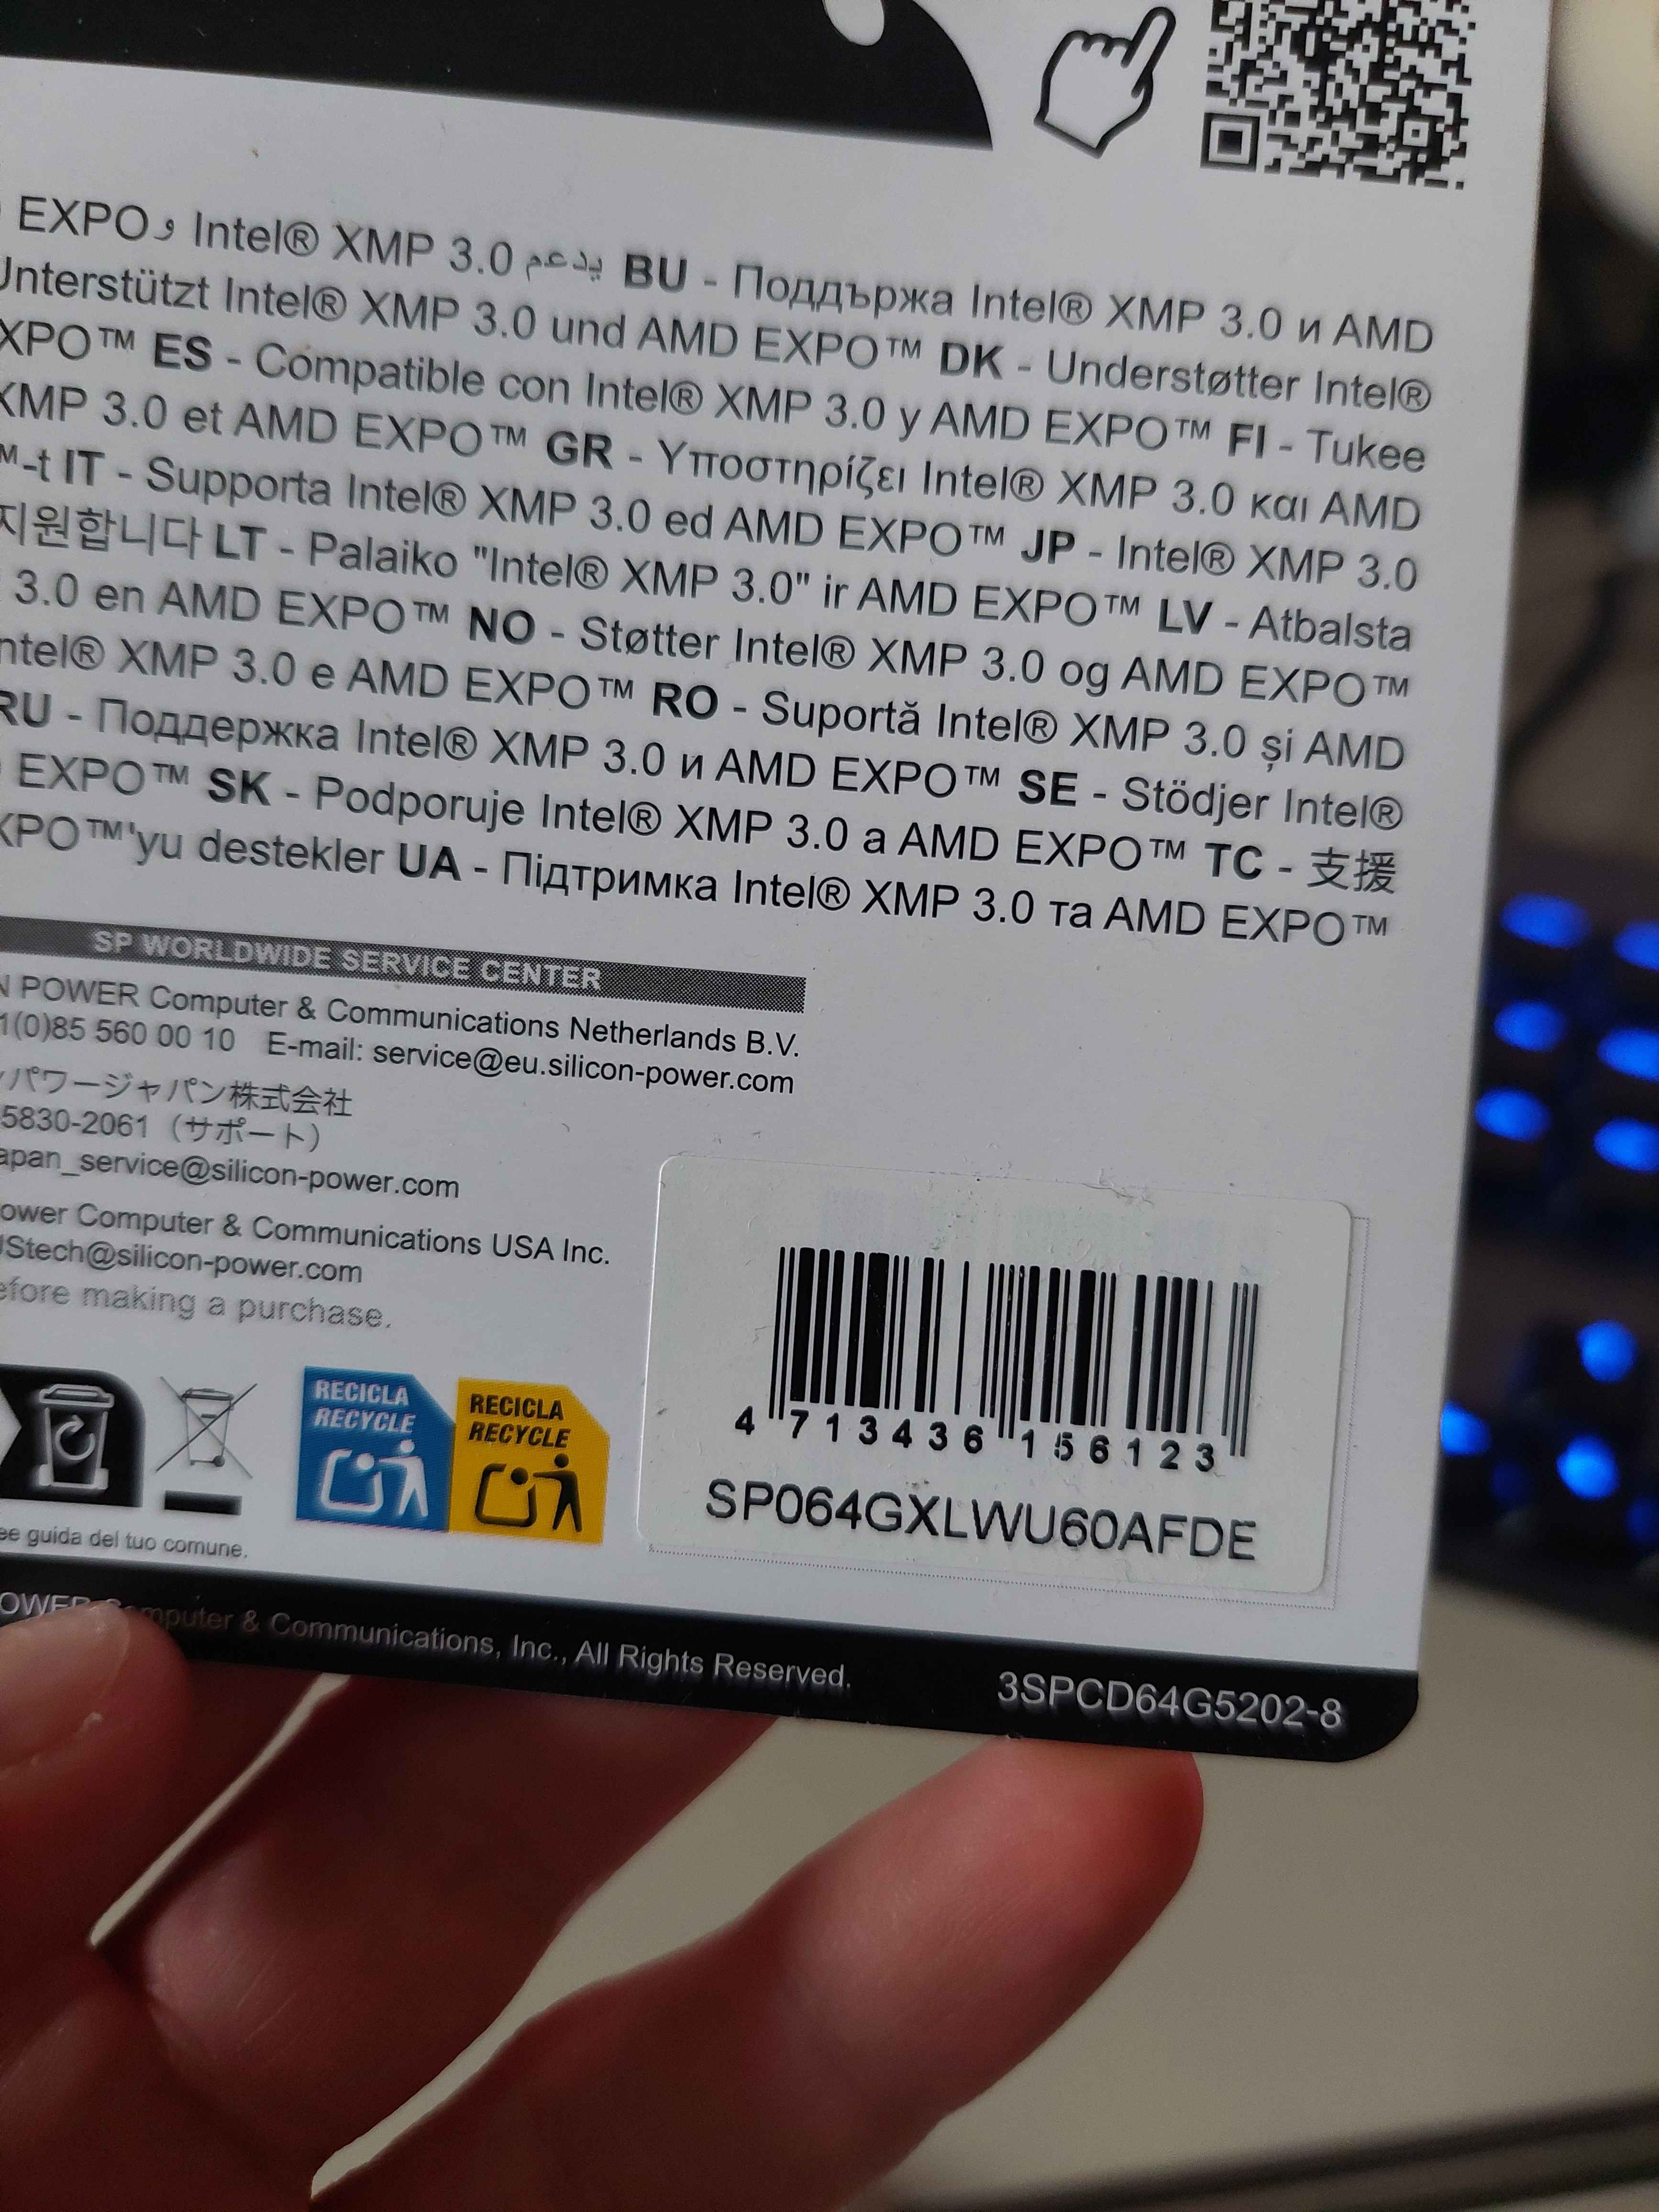 EXPO و Intel® XMP 3.0 يدعم BU - Поддържа Intel® XMP 3.0 и AMD
Unterstützt Intel® XMP 3.0 und AMD EXPO™ DK - Understøtter Intel®
XPO™ ES - Compatible con Intel® XMP 3.0 y AMD EXPO™ FI - Tukee
XMP 3.0 et AMD EXPO™ GR - Υποστηρίζει Intel® XMP 3.0 και AMD
™-t IT - Supporta Intel® XMP 3.0 ed AMD EXPO™ JP - Intel® XMP 3.0
지원합니다 LT - Palaiko "Intel® XMP 3.0" ir AMD EXPO™ LV - Atbalsta
3.0 en AMD EXPO™ NO - Støtter Intel® XMP 3.0 og AMD EXPO™
ntel® XMP 3.0 e AMD EXPO™ RO - Suportă Intel® XMP 3.0 și AMD
RU - Поддержка Intel® XMP 3.0 и AMD EXPO™ SE - Stödjer Intel®
EXPO™ SK - Podporuje Intel® XMP 3.0 a AMD EXPO™ TC - 支援
XPO™'yu destekler UA - Підтримка Intel® XMP 3.0 та AMD EXPO™
SP WORLDWIDE SERVICE CENTER
N POWER Computer & Communications Netherlands B.V.
1(0)85 560 00 10 E-mail: service@eu.silicon-power.com
パワージャパン株式会社
5830-2061（サポート）
apan_service@silicon-power.com
ower Computer & Communications USA Inc.
UStech@silicon-power.com
efore making a purchase.
RECICLA
RECYCLE
RECICLA
RECYCLE
4 713436 156123
SP064GXLWU60AFDE
ee guida del tuo comune.
OWER Computer & Communications, Inc., All Rights Reserved.
3SPCD64G5202-8